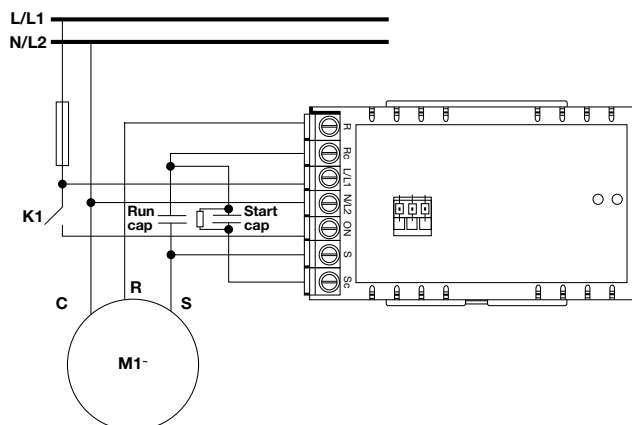 L/L1
N/L2
K1
Run
cap
Start
cap
C
R
S
M1~
R
Rc
L/L1
N/L2
ON
S
Sc